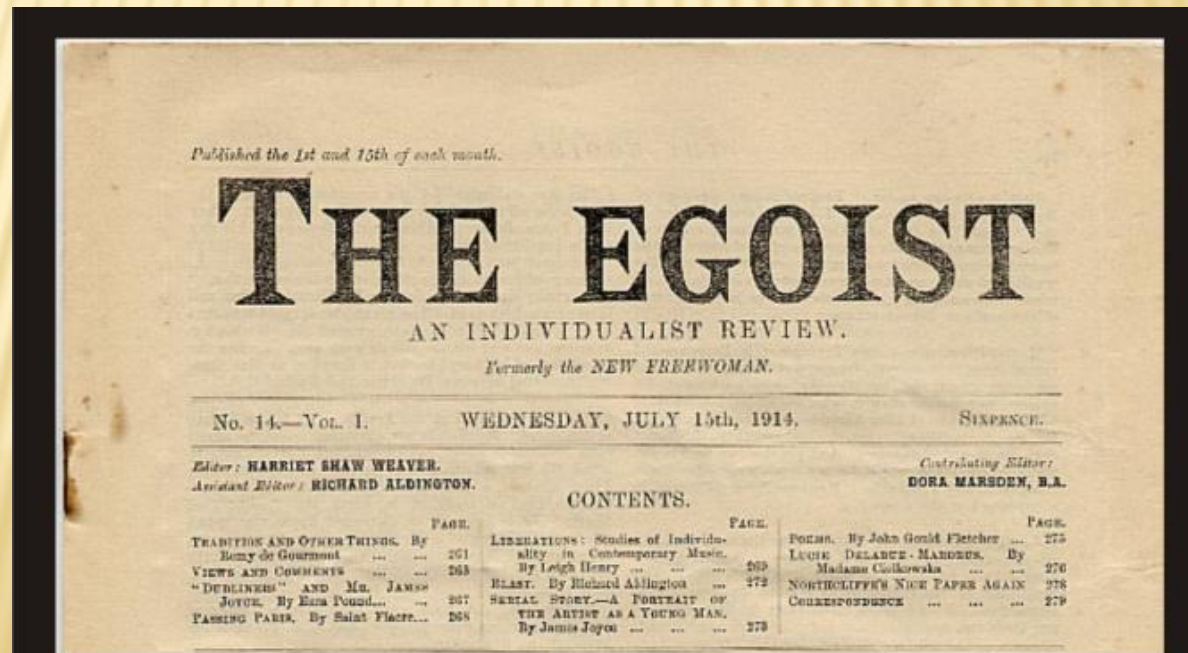 Published the 1st and 15th of each month.
THE EGOIST
AN INDIVIDUALIST REVIEW.
Formerly the NEW FREEWOMAN.
No. 14.—VOL. I. WEDNESDAY, JULY 15th, 1914. SIXPENCE.
Editor: HARRIET SHAW WEAVER.
Assistant Editor: RICHARD ALDINGTON.
Contributing Editor:
DORA MARSDEN, B.A.
CONTENTS.
PAGE.
TRADITION AND OTHER THINGS. By
Remy de Gourmont ... ... 261
VIEWS AND COMMENTS ... ... 263
"DUBLINERS" AND MR. JAMES
JOYCE. By Ezra Pound... ... 267
PASSING PARIS. By Saint Fiacre... 268
PAGE.
LIBERATIONS: Studies of Individu-
ality in Contemporary Music.
By Leigh Henry ... ... ... 269
BLAST. By Richard Aldington ... 272
SERIAL STORY.—A PORTRAIT OF
THE ARTIST AS A YOUNG MAN.
By James Joyce ... ... ... 273
PAGE.
POEMS. By John Gould Fletcher ... 275
LUCIE DELARUE-MARDRUS. By
Madame Ciolkowska ... ... 276
NORTHCLIFFE'S NICE PAPER AGAIN 278
CORRESPONDENCE ... ... ... 279